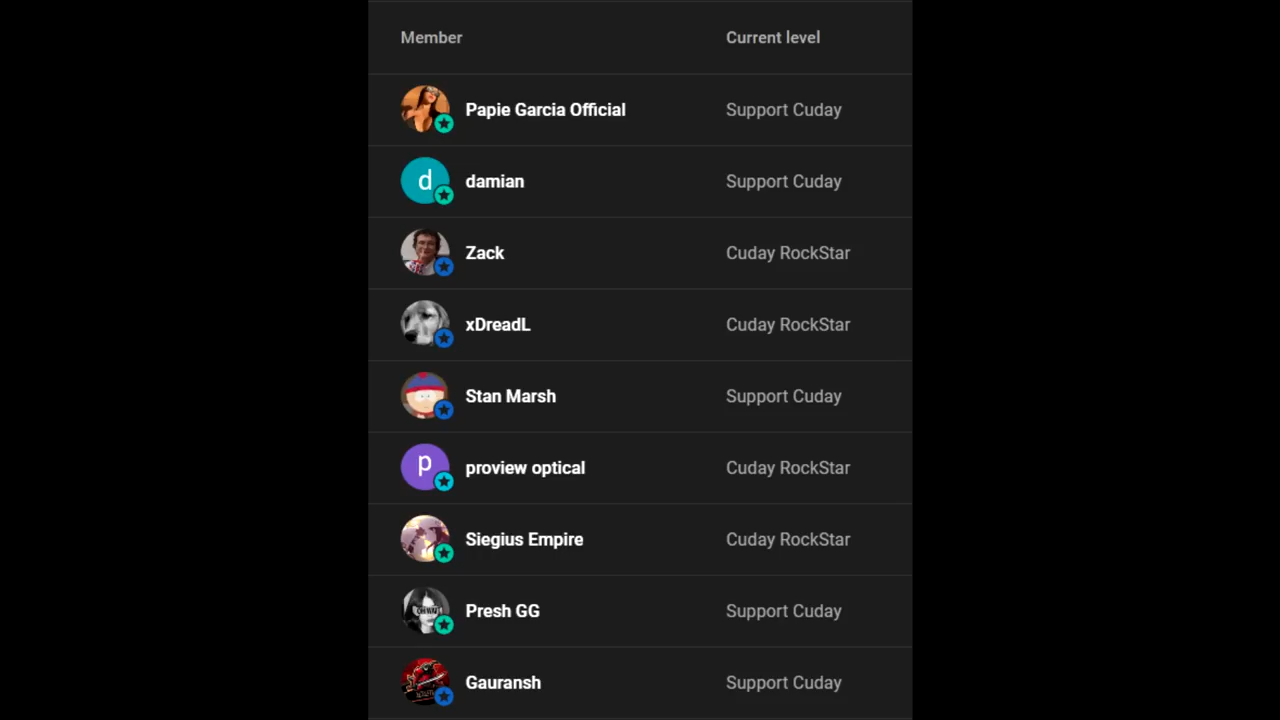 Member Current level
Papie Garcia Official Support Cuday
d damian Support Cuday
Zack Cuday RockStar
xDreadL Cuday RockStar
Stan Marsh Support Cuday
p proview optical Cuday RockStar
Siegius Empire Cuday RockStar
Presh GG Support Cuday
Gauransh Support Cuday